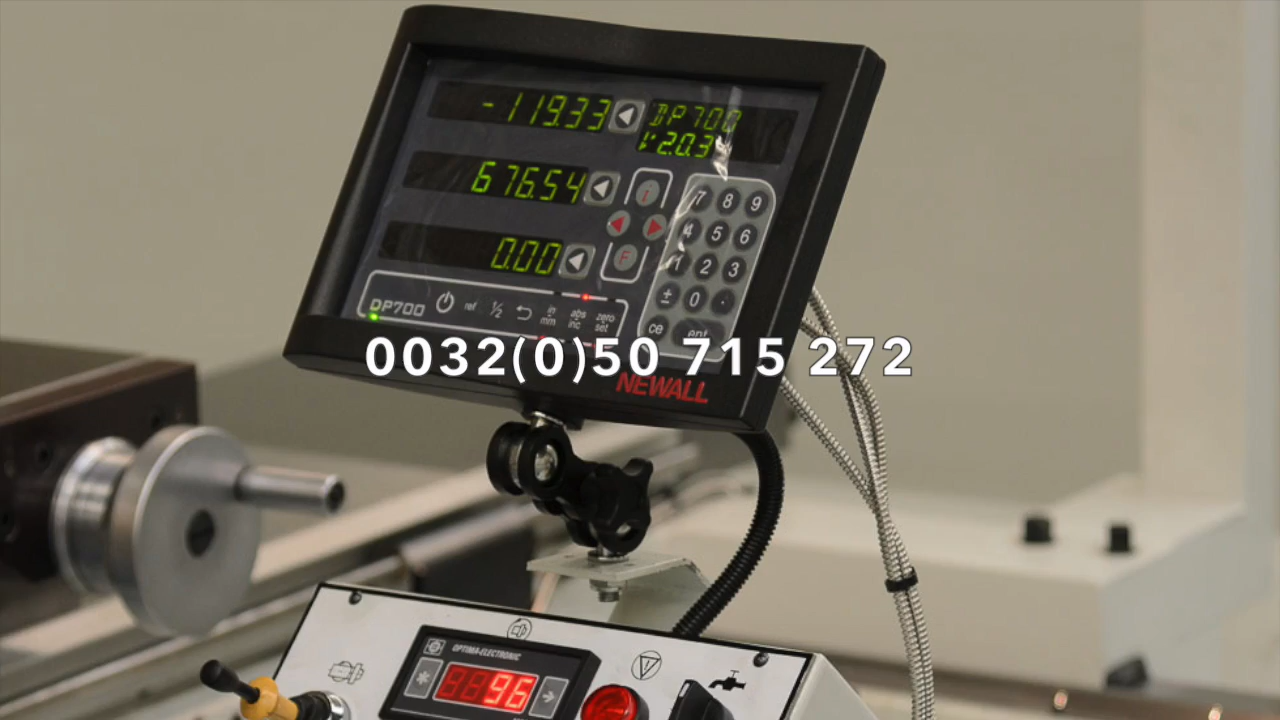 -119.33
DP700
V2.0.3
676.54
0.00
7 8 9
4 5 6
1 2 3
± 0 .
ce ent
DP700 ref 1/2 in mm abs inc zero set
i
F
0032(0)50 715 272
NEWALL
OPTIMA-ELECTRONIC
96